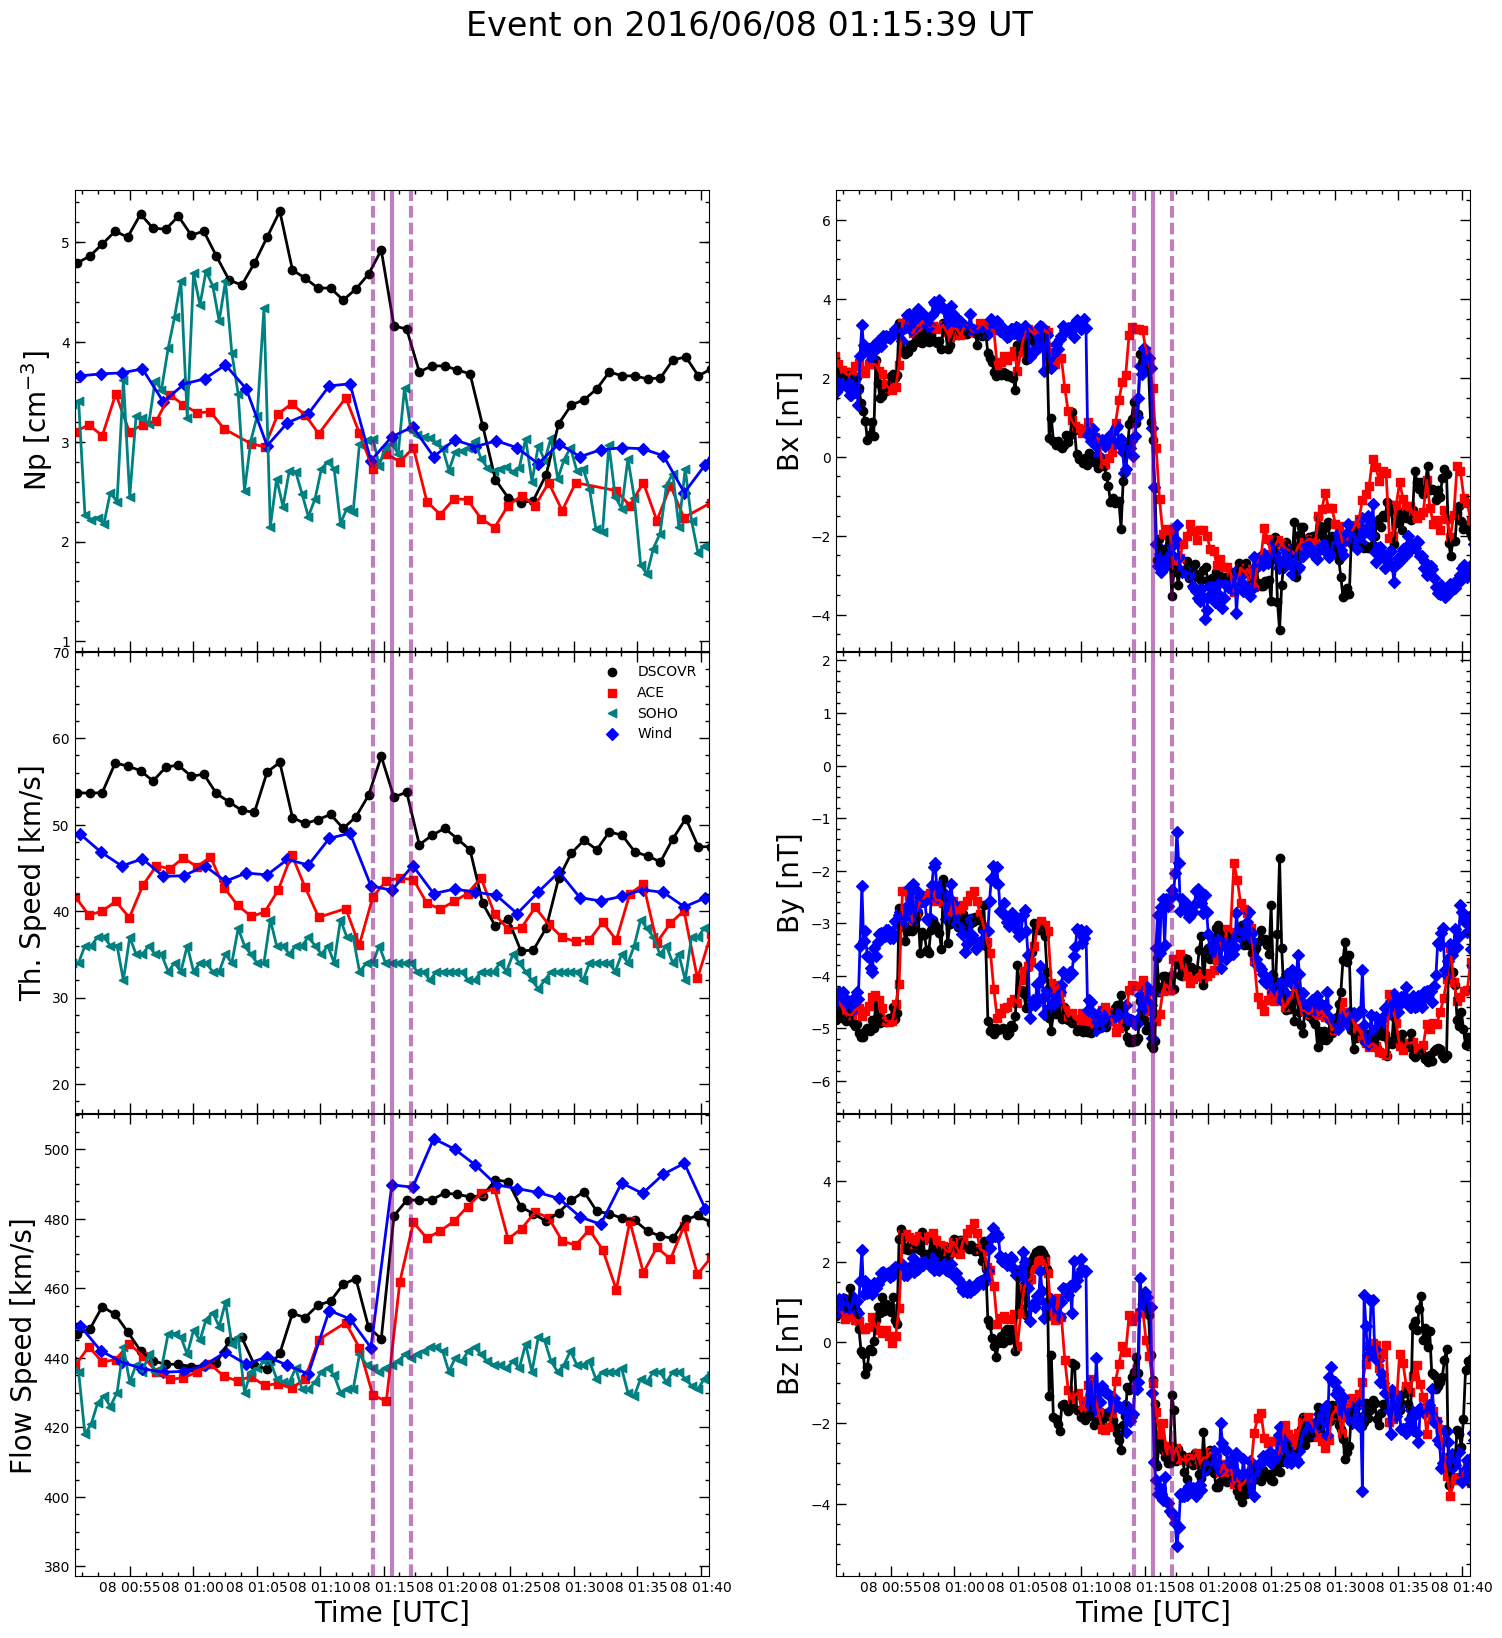 Event on 2016/06/08 01:15:39 UT
Np [cm−3]
5
4
3
2
1
Th. Speed [km/s]
70
60
50
40
30
20
DSCOVR
ACE
SOHO
Wind
Flow Speed [km/s]
500
480
460
440
420
400
380
08 00:55 08 01:00 08 01:05 08 01:10 08 01:15 08 01:20 08 01:25 08 01:30 08 01:35 08 01:40
Time [UTC]
Bx [nT]
6
4
2
0
−2
−4
By [nT]
2
1
0
−1
−2
−3
−4
−5
−6
Bz [nT]
4
2
0
−2
−4
08 00:55 08 01:00 08 01:05 08 01:10 08 01:15 08 01:20 08 01:25 08 01:30 08 01:35 08 01:40
Time [UTC]